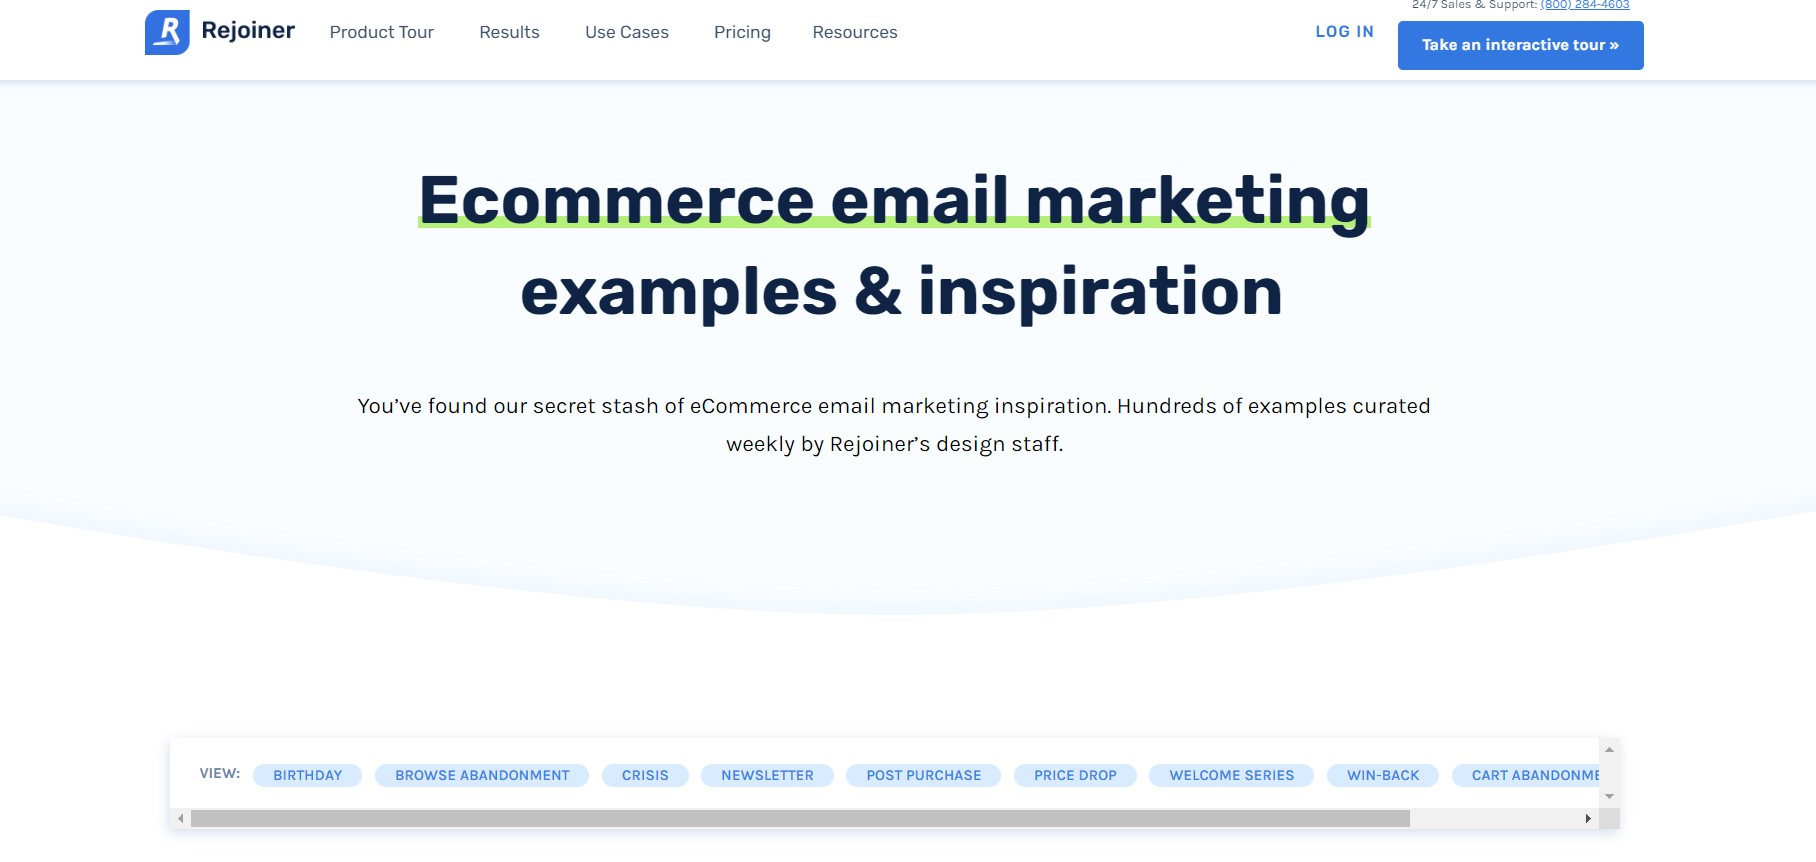 24/7 Sales & Support: (800) 284-4603
Rejoiner
Product Tour
Results
Use Cases
Pricing
Resources
LOG IN
Take an interactive tour »
Ecommerce email marketing
examples & inspiration
You’ve found our secret stash of eCommerce email marketing inspiration. Hundreds of examples curated
weekly by Rejoiner’s design staff.
VIEW:
BIRTHDAY
BROWSE ABANDONMENT
CRISIS
NEWSLETTER
POST PURCHASE
PRICE DROP
WELCOME SERIES
WIN-BACK
CART ABANDONME